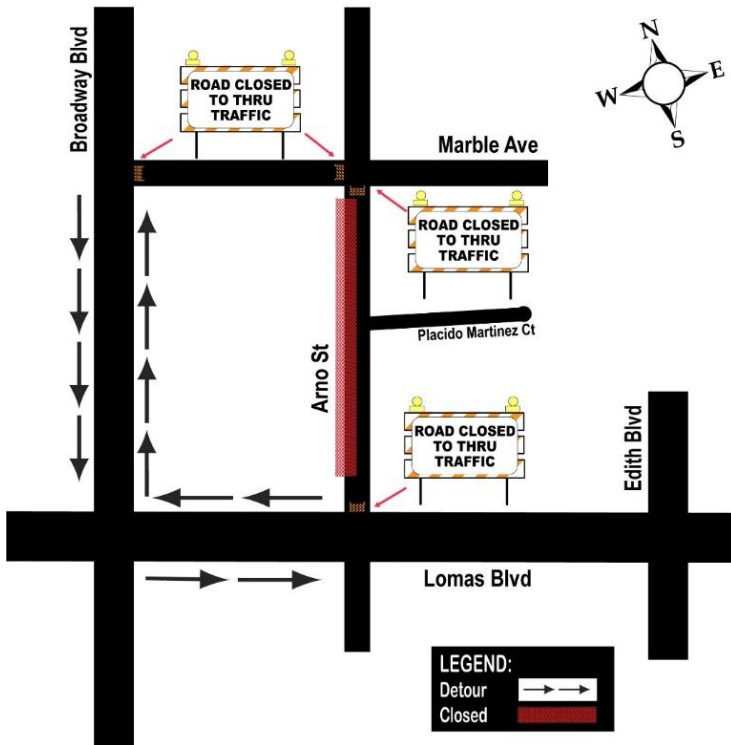 Broadway Blvd
ROAD CLOSED
TO THRU
TRAFFIC
N
W
E
S
Marble Ave
ROAD CLOSED
TO THRU
TRAFFIC
Placido Martinez Ct
Arno St
ROAD CLOSED
TO THRU
TRAFFIC
Edith Blvd
Lomas Blvd
LEGEND:
Detour
Closed